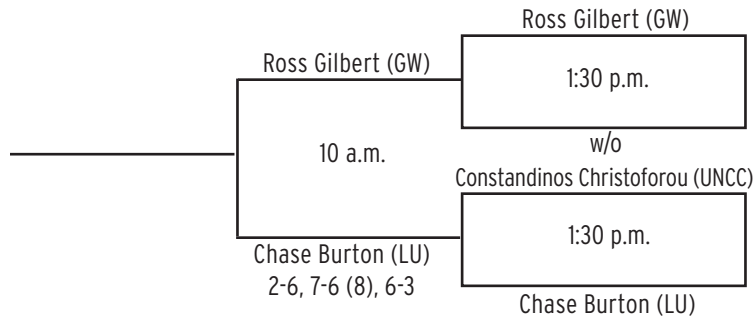 Ross Gilbert (GW)
Ross Gilbert (GW)
1:30 p.m.
10 a.m.
w/o
Constandinos Christoforou (UNCC)
1:30 p.m.
Chase Burton (LU)
2-6, 7-6 (8), 6-3
Chase Burton (LU)